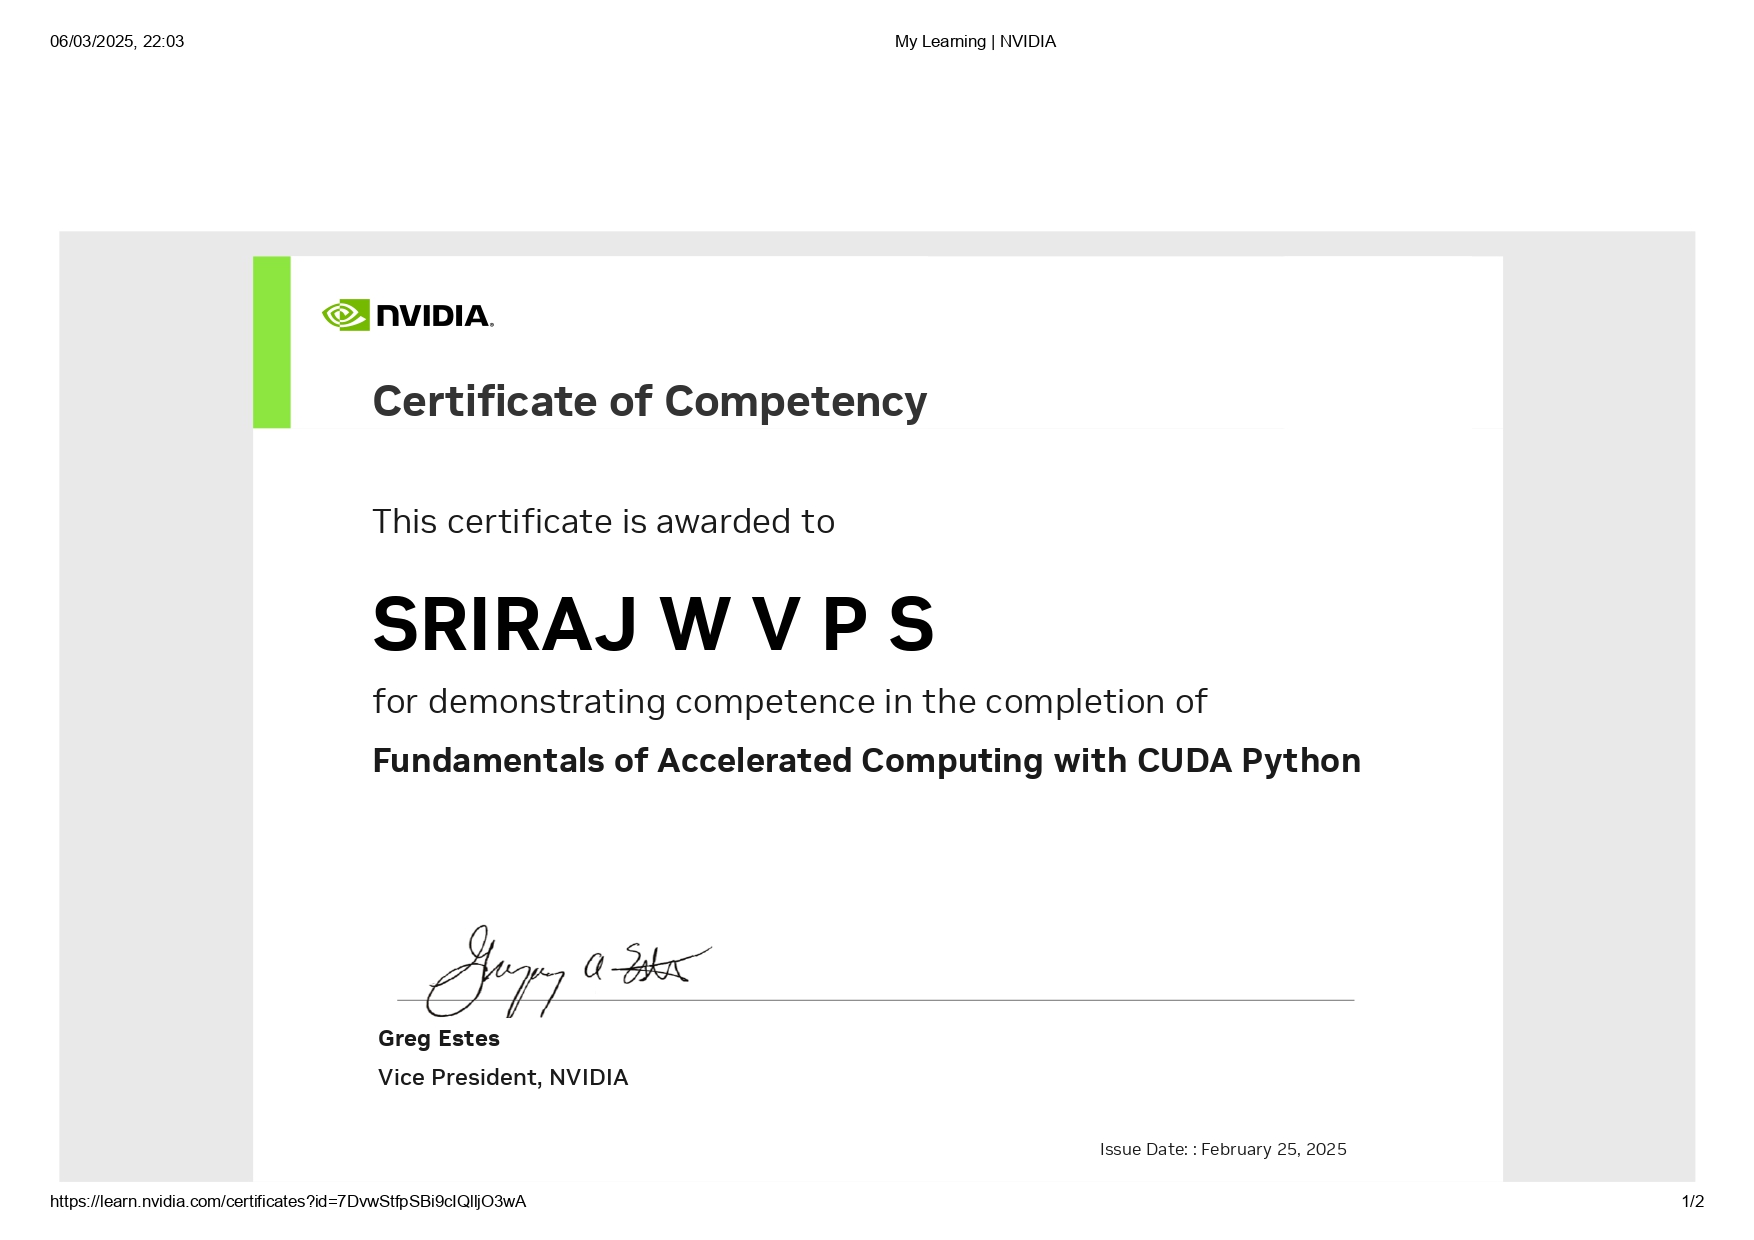 06/03/2025, 22:03
My Learning | NVIDIA
NVIDIA®
Certificate of Competency
This certificate is awarded to
SRIRAJ W V P S
for demonstrating competence in the completion of
Fundamentals of Accelerated Computing with CUDA Python
Gregory A Estes
Greg Estes
Vice President, NVIDIA
Issue Date: : February 25, 2025
https://learn.nvidia.com/certificates?id=7DvwStfpSBi9cIQlljO3wA
1/2